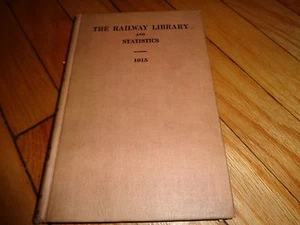 THE RAILWAY LIBRARY
AND
STATISTICS
1915